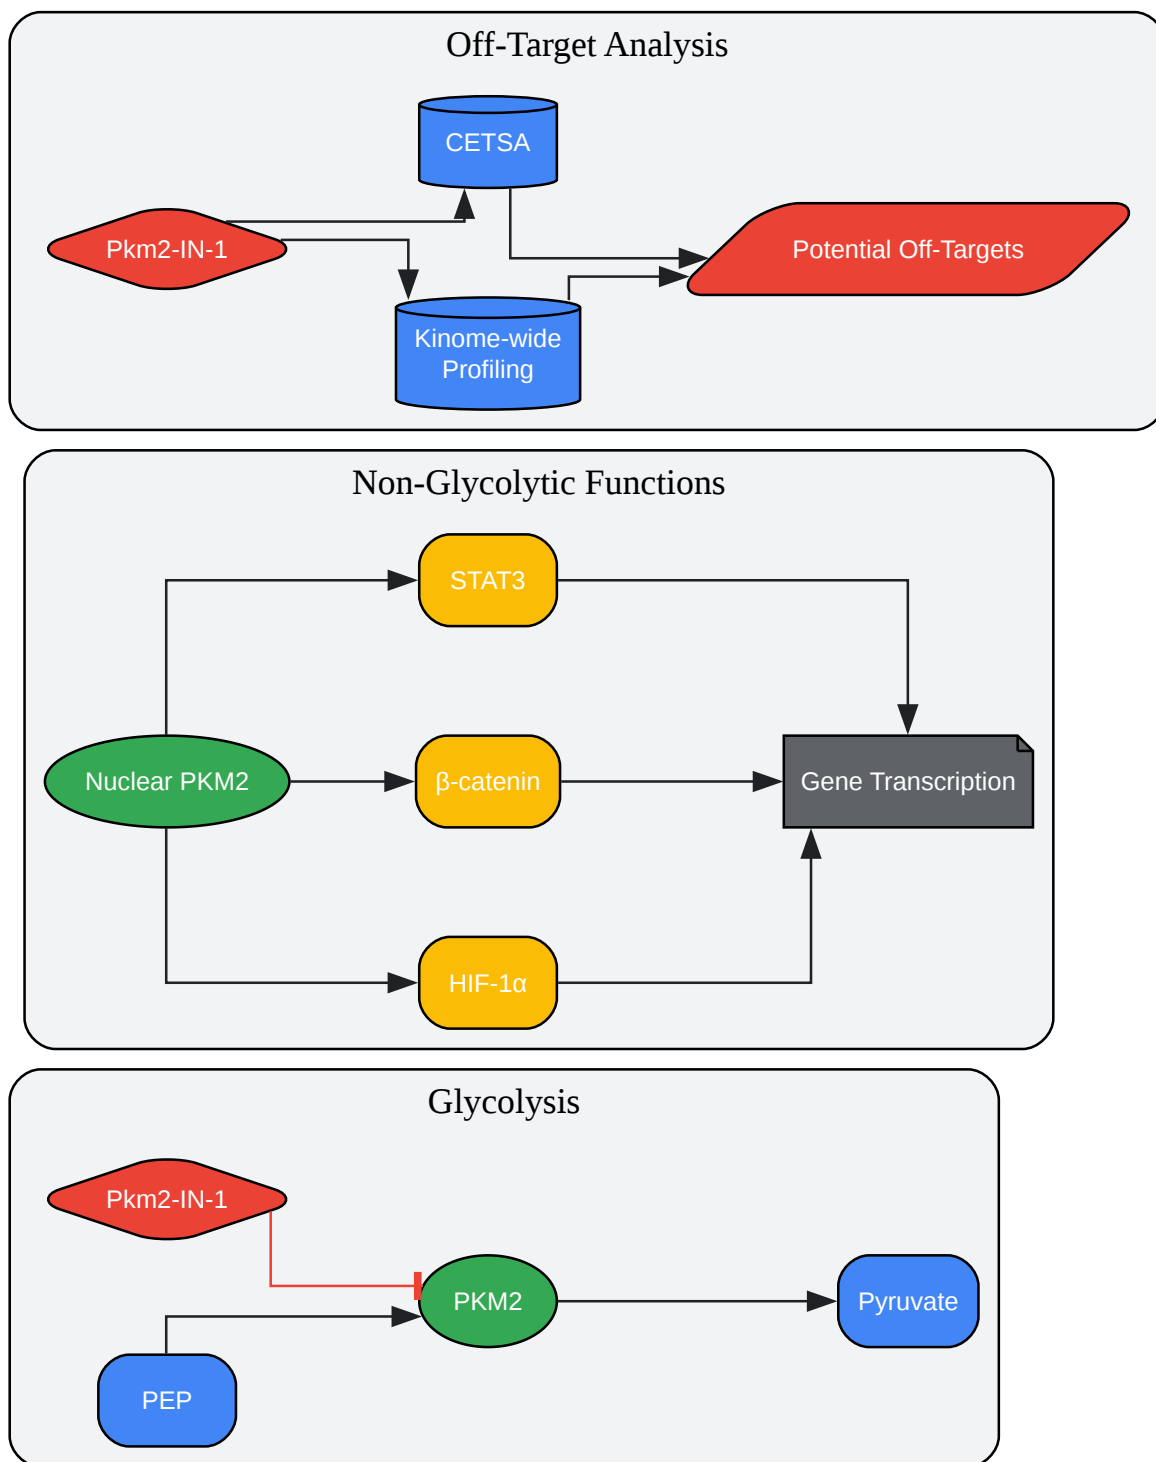 Off-Target Analysis
CETSA
Pkm2-IN-1
Potential Off-Targets
Kinome-wide
Profiling
Non-Glycolytic Functions
STAT3
Nuclear PKM2
β-catenin
Gene Transcription
HIF-1α
Glycolysis
Pkm2-IN-1
PKM2
Pyruvate
PEP